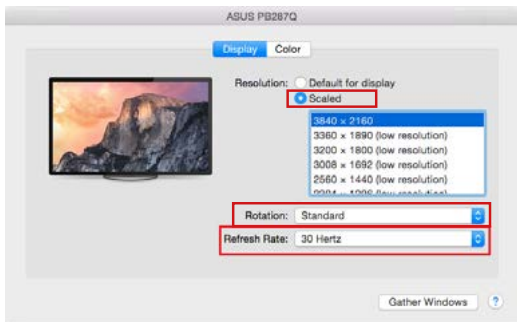 ASUS PB287Q
Display Color
Resolution: Default for display
Scaled
3840 x 2160
3360 x 1890 (low resolution)
3200 x 1800 (low resolution)
3008 x 1692 (low resolution)
2560 x 1440 (low resolution)
Rotation: Standard
Refresh Rate: 30 Hertz
Gather Windows ?